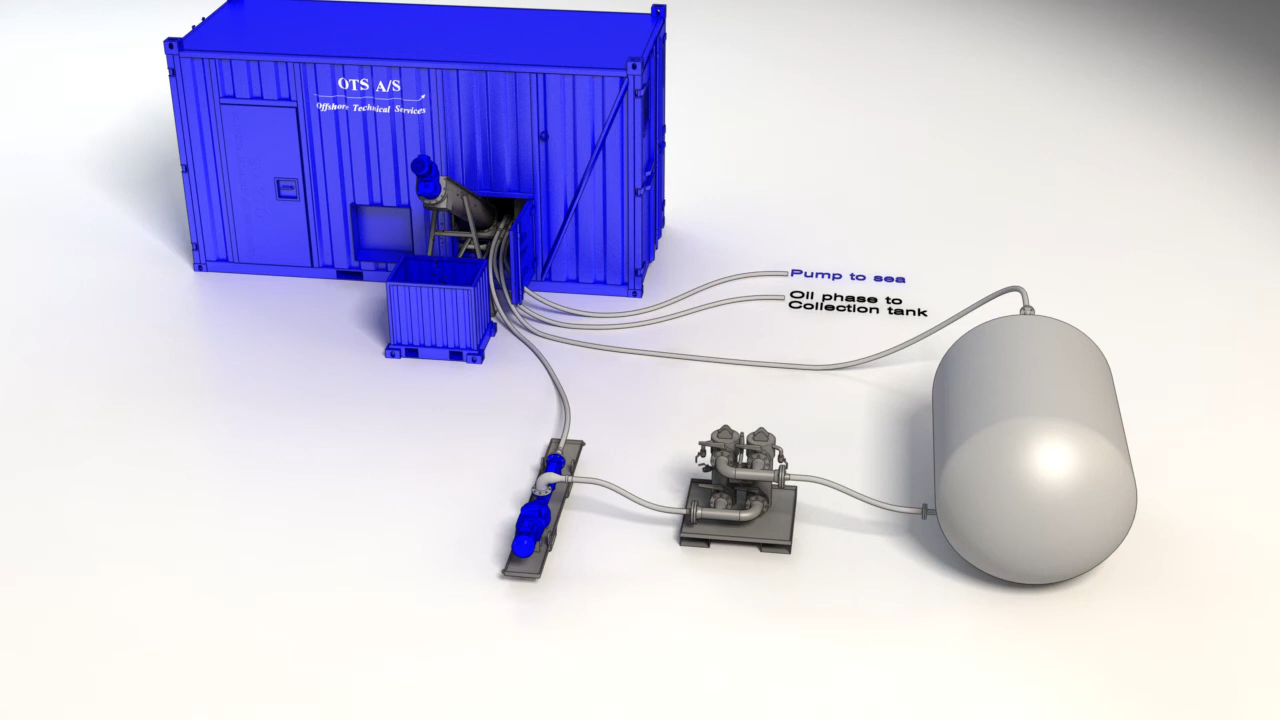 OTS A/S
Offshore Technical Services
Pump to sea
Oil phase to
Collection tank